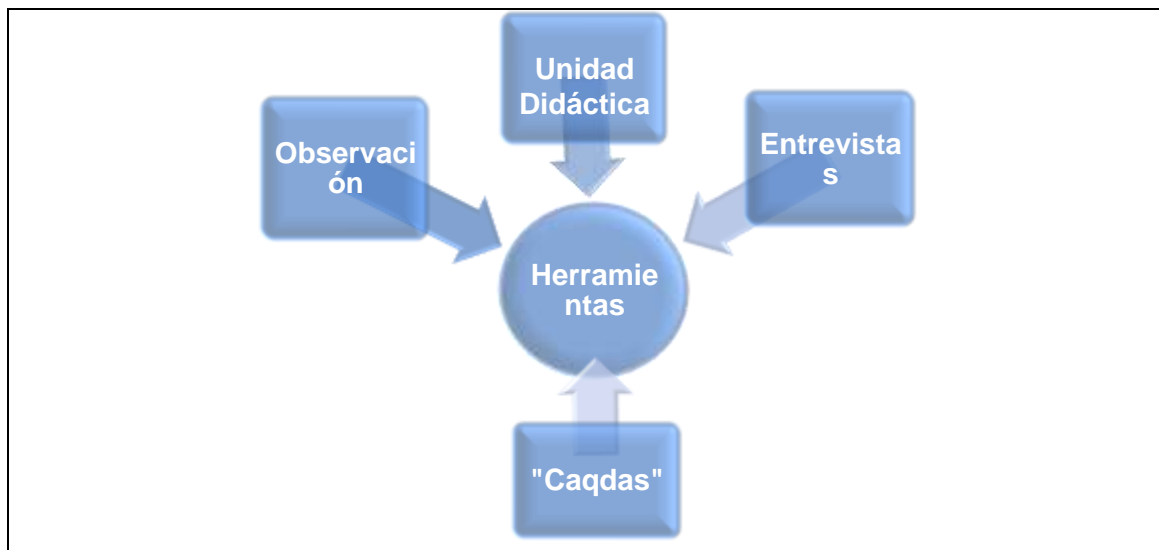 Unidad
Didáctica
Observaci
ón
Entrevista
s
Herramie
ntas
"Caqdas"